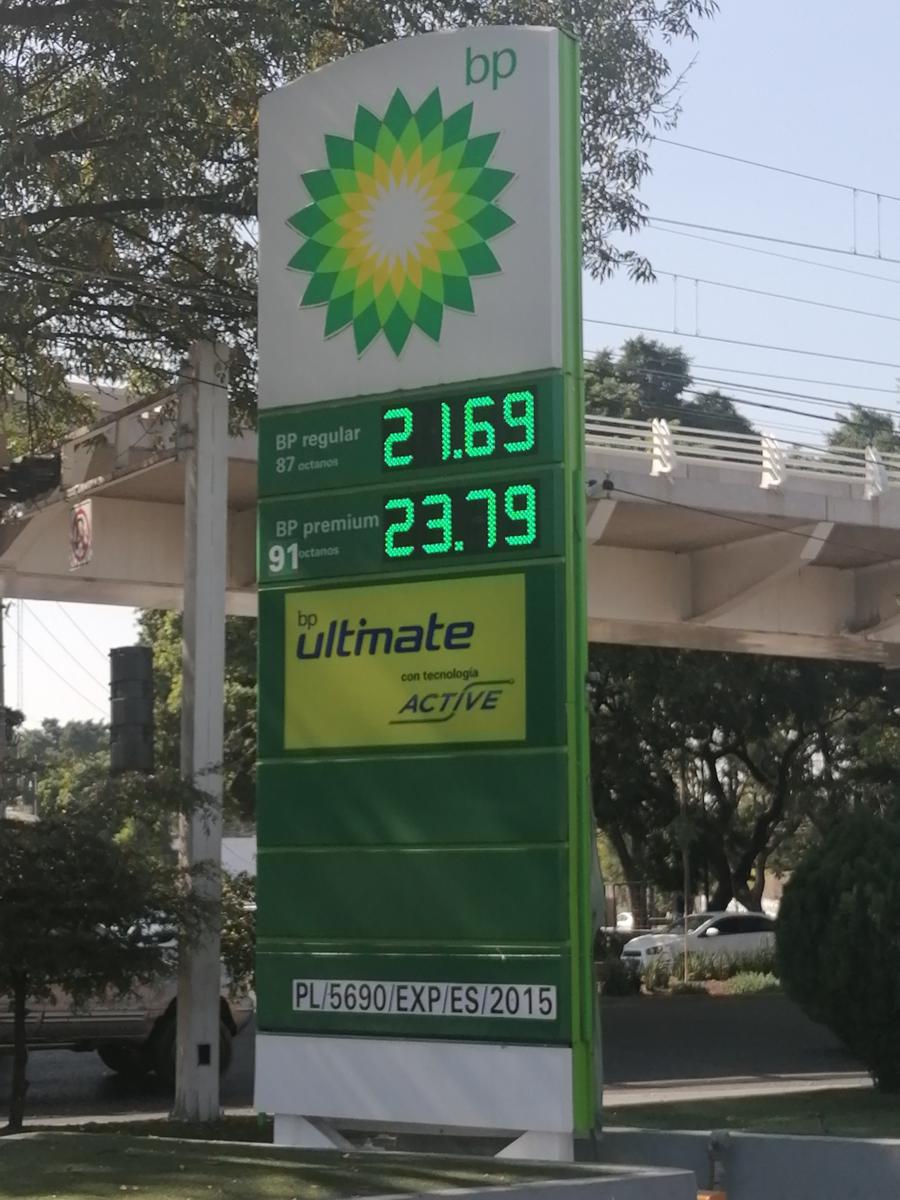 bp
BP regular
87 octanos
21.69
BP premium
91 octanos
23.79
bp
ultimate
con tecnología
ACTIVE
PL/5690/EXP/ES/2015